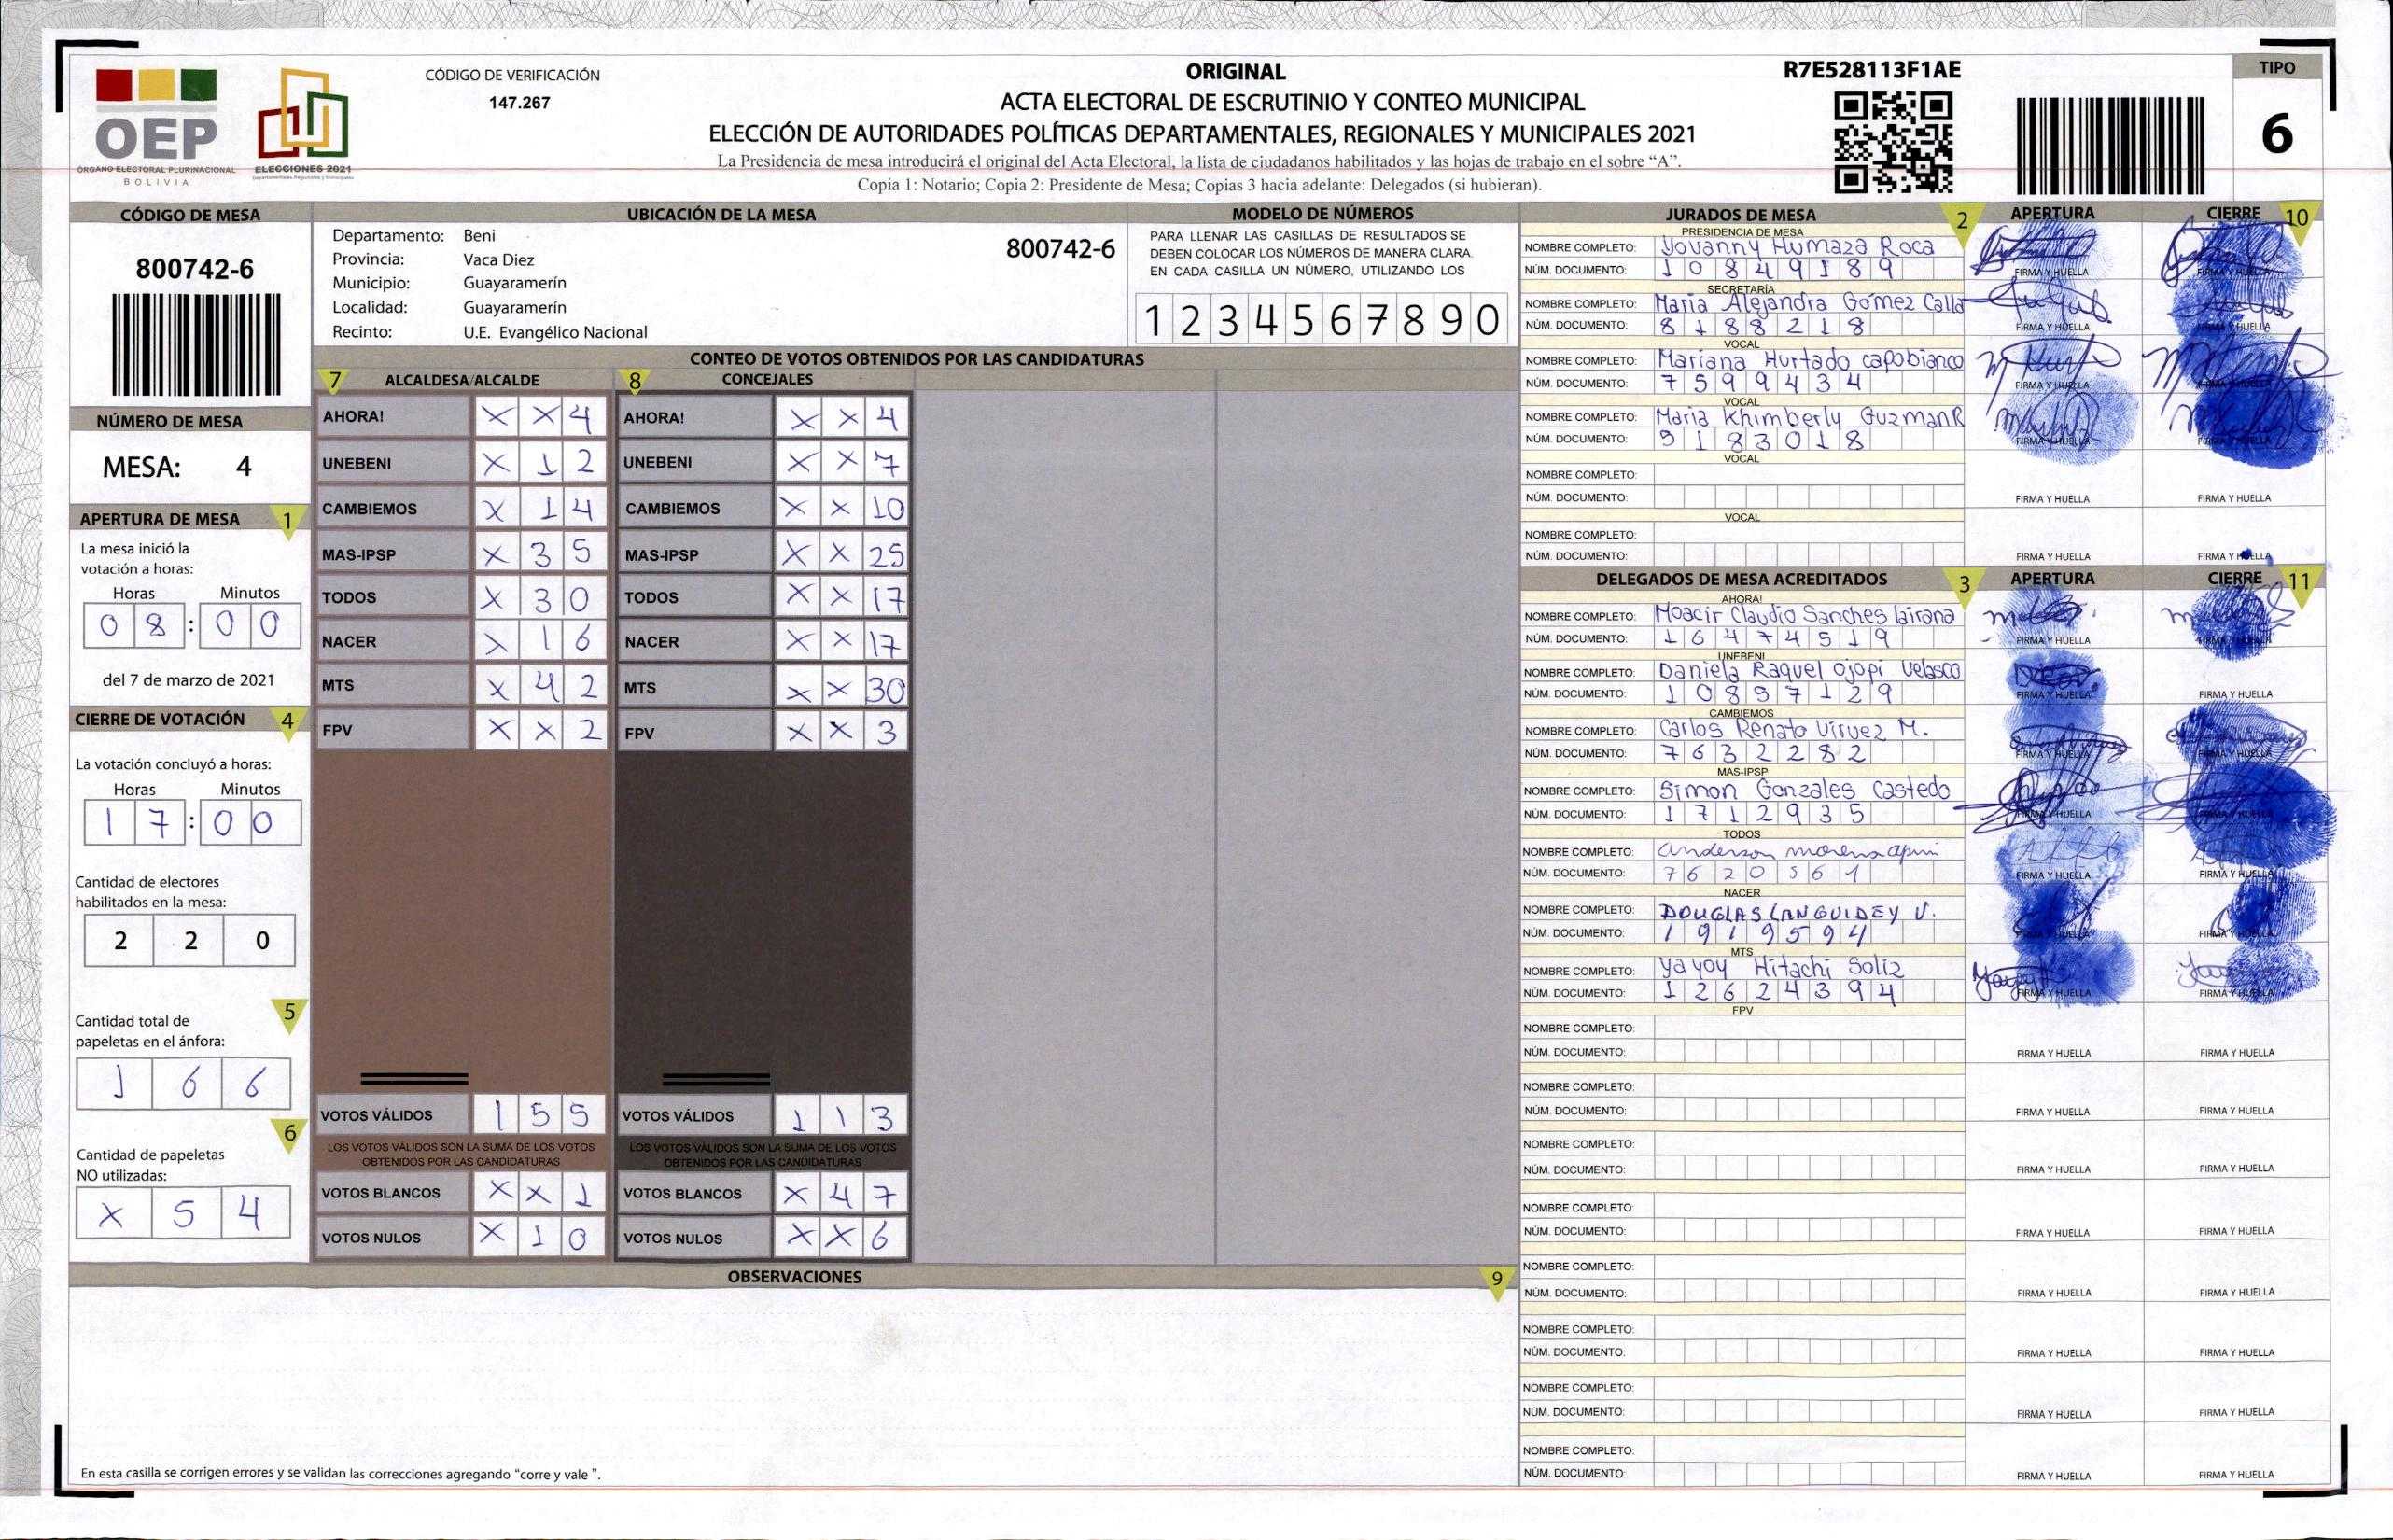 OEP
ÓRGANO ELECTORAL PLURINACIONAL
BOLIVIA
ELECCIONES 2021
Departamentales, Regionales y Municipales
CÓDIGO DE VERIFICACIÓN
147.267
ORIGINAL
ACTA ELECTORAL DE ESCRUTINIO Y CONTEO MUNICIPAL
ELECCIÓN DE AUTORIDADES POLÍTICAS DEPARTAMENTALES, REGIONALES Y MUNICIPALES 2021
La Presidencia de mesa introducirá el original del Acta Electoral, la lista de ciudadanos habilitados y las hojas de trabajo en el sobre “A”.
Copia 1: Notario; Copia 2: Presidente de Mesa; Copias 3 hacia adelante: Delegados (si hubieran).
R7E528113F1AE
TIPO
6
CÓDIGO DE MESA
800742-6
NÚMERO DE MESA
MESA: 4
APERTURA DE MESA 1
La mesa inició la
votación a horas:
Horas Minutos
0 8 : 0 0
del 7 de marzo de 2021
CIERRE DE VOTACIÓN 4
La votación concluyó a horas:
Horas Minutos
1 7 : 0 0
Cantidad de electores
habilitados en la mesa:
2 2 0
5
Cantidad total de
papeletas en el ánfora:
1 6 6
6
Cantidad de papeletas
NO utilizadas:
X 5 4
UBICACIÓN DE LA MESA
Departamento: Beni
Provincia: Vaca Diez
Municipio: Guayaramerín
Localidad: Guayaramerín
Recinto: U.E. Evangélico Nacional
800742-6
MODELO DE NÚMEROS
PARA LLENAR LAS CASILLAS DE RESULTADOS SE
DEBEN COLOCAR LOS NÚMEROS DE MANERA CLARA.
EN CADA CASILLA UN NÚMERO, UTILIZANDO LOS
1 2 3 4 5 6 7 8 9 0
CONTEO DE VOTOS OBTENIDOS POR LAS CANDIDATURAS
7 ALCALDESA/ALCALDE
AHORA! X X 4
UNEBENI X 1 2
CAMBIEMOS X 1 4
MAS-IPSP X 3 5
TODOS X 3 0
NACER X 1 6
MTS X 4 2
FPV X X 2
VOTOS VÁLIDOS 1 5 5
LOS VOTOS VÁLIDOS SON LA SUMA DE LOS VOTOS
OBTENIDOS POR LAS CANDIDATURAS
VOTOS BLANCOS X X 1
VOTOS NULOS X 1 0
8 CONCEJALES
AHORA! X X 4
UNEBENI X X 7
CAMBIEMOS X X 10
MAS-IPSP X X 25
TODOS X X 17
NACER X X 17
MTS X X 30
FPV X X 3
VOTOS VÁLIDOS 1 1 3
LOS VOTOS VÁLIDOS SON LA SUMA DE LOS VOTOS
OBTENIDOS POR LAS CANDIDATURAS
VOTOS BLANCOS X 4 7
VOTOS NULOS X X 6
OBSERVACIONES 9
En esta casilla se corrigen errores y se validan las correcciones agregando “corre y vale ”.
JURADOS DE MESA 2 APERTURA CIERRE 10
PRESIDENCIA DE MESA
NOMBRE COMPLETO: Yovanny Humaza Roca
NÚM. DOCUMENTO: 1 0 8 4 9 1 8 9 FIRMA Y HUELLA FIRMA Y HUELLA
SECRETARÍA
NOMBRE COMPLETO: Maria Alejandra Gómez Calla
NÚM. DOCUMENTO: 8 1 8 8 2 1 8 FIRMA Y HUELLA FIRMA Y HUELLA
VOCAL
NOMBRE COMPLETO: Mariana Hurtado capobianco
NÚM. DOCUMENTO: 7 5 9 9 4 3 4 FIRMA Y HUELLA FIRMA Y HUELLA
VOCAL
NOMBRE COMPLETO: Maria Khimberly Guzman R
NÚM. DOCUMENTO: 9 1 8 3 0 1 8 FIRMA Y HUELLA FIRMA Y HUELLA
VOCAL
NOMBRE COMPLETO:
NÚM. DOCUMENTO: FIRMA Y HUELLA FIRMA Y HUELLA
VOCAL
NOMBRE COMPLETO:
NÚM. DOCUMENTO: FIRMA Y HUELLA FIRMA Y HUELLA
DELEGADOS DE MESA ACREDITADOS 3 APERTURA CIERRE 11
AHORA!
NOMBRE COMPLETO: Moacir Claudio Sanches
NÚM. DOCUMENTO: 1 6 4 7 4 5 1 9 FIRMA Y HUELLA FIRMA Y HUELLA
UNEBENI
NOMBRE COMPLETO: Daniela Raquel Ojopi Velasco
NÚM. DOCUMENTO: 1 0 8 9 7 1 2 9 FIRMA Y HUELLA FIRMA Y HUELLA
CAMBIEMOS
NOMBRE COMPLETO: Carlos Renato Viruez M.
NÚM. DOCUMENTO: 7 6 3 2 2 8 2 FIRMA Y HUELLA FIRMA Y HUELLA
MAS-IPSP
NOMBRE COMPLETO: Simon Gonzales Castedo
NÚM. DOCUMENTO: 1 7 1 2 9 3 5 FIRMA Y HUELLA FIRMA Y HUELLA
TODOS
NOMBRE COMPLETO: anderson moreira
NÚM. DOCUMENTO: 7 6 2 0 5 6 1 FIRMA Y HUELLA FIRMA Y HUELLA
NACER
NOMBRE COMPLETO: DOUGLAS LANGUIDEY V.
NÚM. DOCUMENTO: 1 9 1 9 5 9 4 FIRMA Y HUELLA FIRMA Y HUELLA
MTS
NOMBRE COMPLETO: Yayoy Hitachi Soliz
NÚM. DOCUMENTO: 1 2 6 2 4 3 9 4 FIRMA Y HUELLA FIRMA Y HUELLA
FPV
NOMBRE COMPLETO:
NÚM. DOCUMENTO: FIRMA Y HUELLA FIRMA Y HUELLA
NOMBRE COMPLETO:
NÚM. DOCUMENTO: FIRMA Y HUELLA FIRMA Y HUELLA
NOMBRE COMPLETO:
NÚM. DOCUMENTO: FIRMA Y HUELLA FIRMA Y HUELLA
NOMBRE COMPLETO:
NÚM. DOCUMENTO: FIRMA Y HUELLA FIRMA Y HUELLA
NOMBRE COMPLETO:
NÚM. DOCUMENTO: FIRMA Y HUELLA FIRMA Y HUELLA
NOMBRE COMPLETO:
NÚM. DOCUMENTO: FIRMA Y HUELLA FIRMA Y HUELLA
NOMBRE COMPLETO:
NÚM. DOCUMENTO: FIRMA Y HUELLA FIRMA Y HUELLA
NOMBRE COMPLETO:
NÚM. DOCUMENTO: FIRMA Y HUELLA FIRMA Y HUELLA